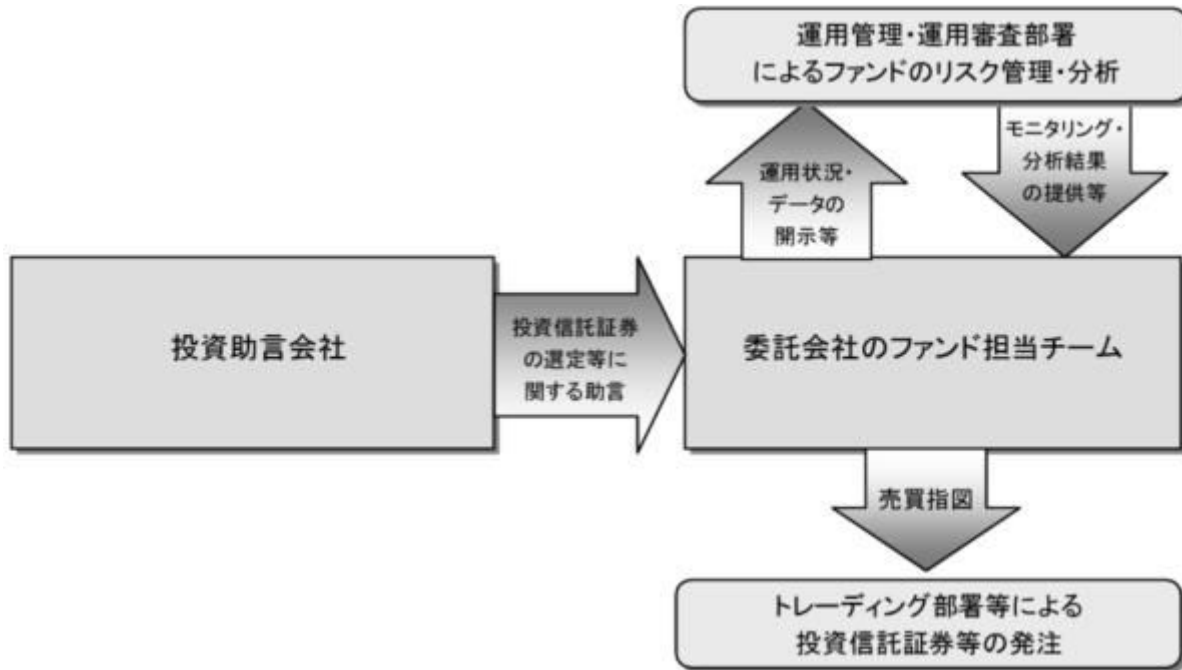 運用管理・運用審査部署
によるファンドのリスク管理・分析
運用状況・
データの
開示等
モニタリング・
分析結果
の提供等
投資助言会社
投資信託証券
の選定等に
関する助言
委託会社のファンド担当チーム
売買指図
トレーディング部署等による
投資信託証券等の発注